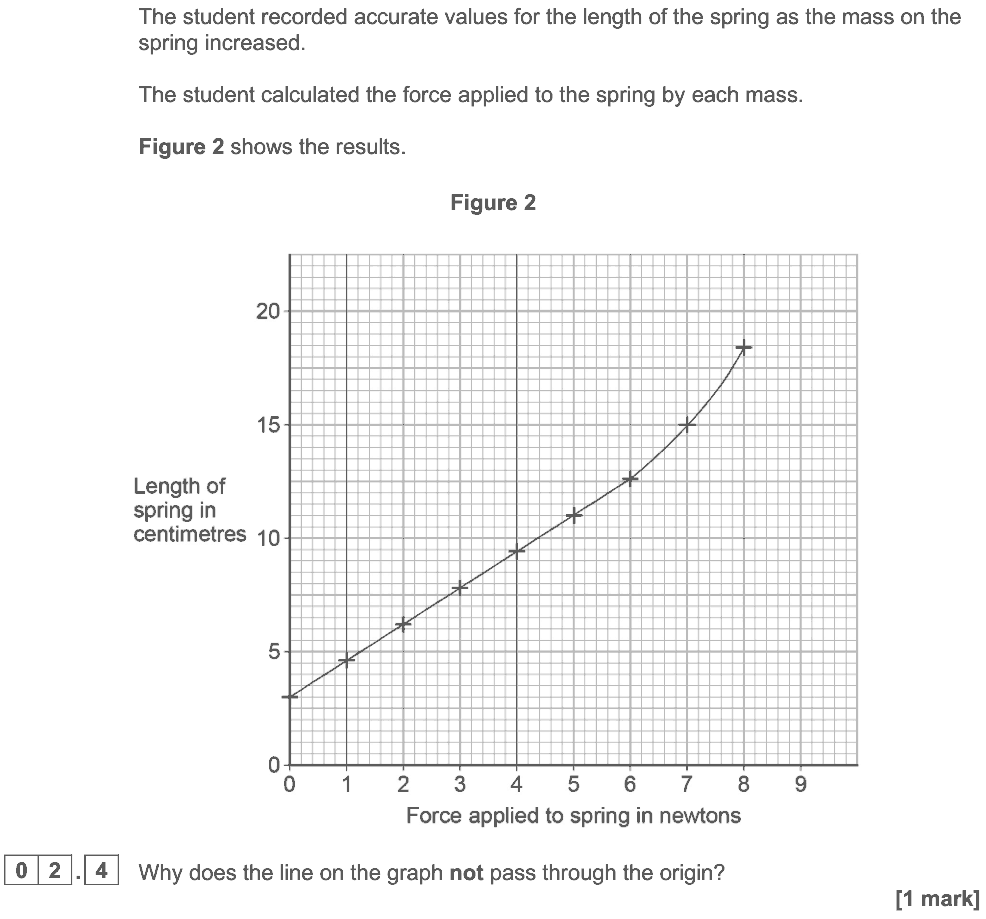 The student recorded accurate values for the length of the spring as the mass on the
spring increased.
The student calculated the force applied to the spring by each mass.
Figure 2 shows the results.
Figure 2
20
15
Length of
spring in
centimetres 10
5
0
0 1 2 3 4 5 6 7 8 9
Force applied to spring in newtons
0 2 . 4 Why does the line on the graph not pass through the origin?
[1 mark]